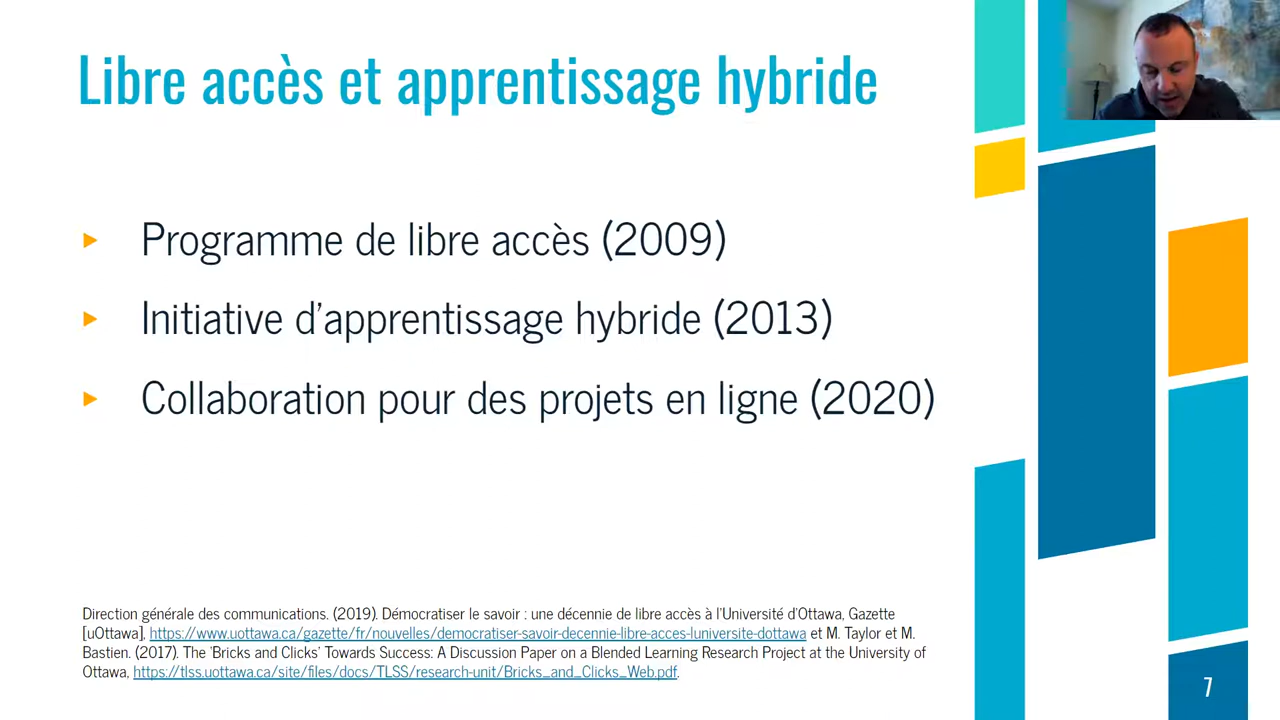 Libre accès et apprentissage hybride
Programme de libre accès (2009)
Initiative d’apprentissage hybride (2013)
Collaboration pour des projets en ligne (2020)
Direction générale des communications. (2019). Démocratiser le savoir : une décennie de libre accès à l’Université d’Ottawa, Gazette
[uOttawa], https://www.uottawa.ca/gazette/fr/nouvelles/democratiser-savoir-decennie-libre-acces-luniversite-dottawa et M. Taylor et M.
Bastien. (2017). The ‘Bricks and Clicks’ Towards Success: A Discussion Paper on a Blended Learning Research Project at the University of
Ottawa, https://tlss.uottawa.ca/site/files/docs/TLSS/research-unit/Bricks_and_Clicks_Web.pdf.
7